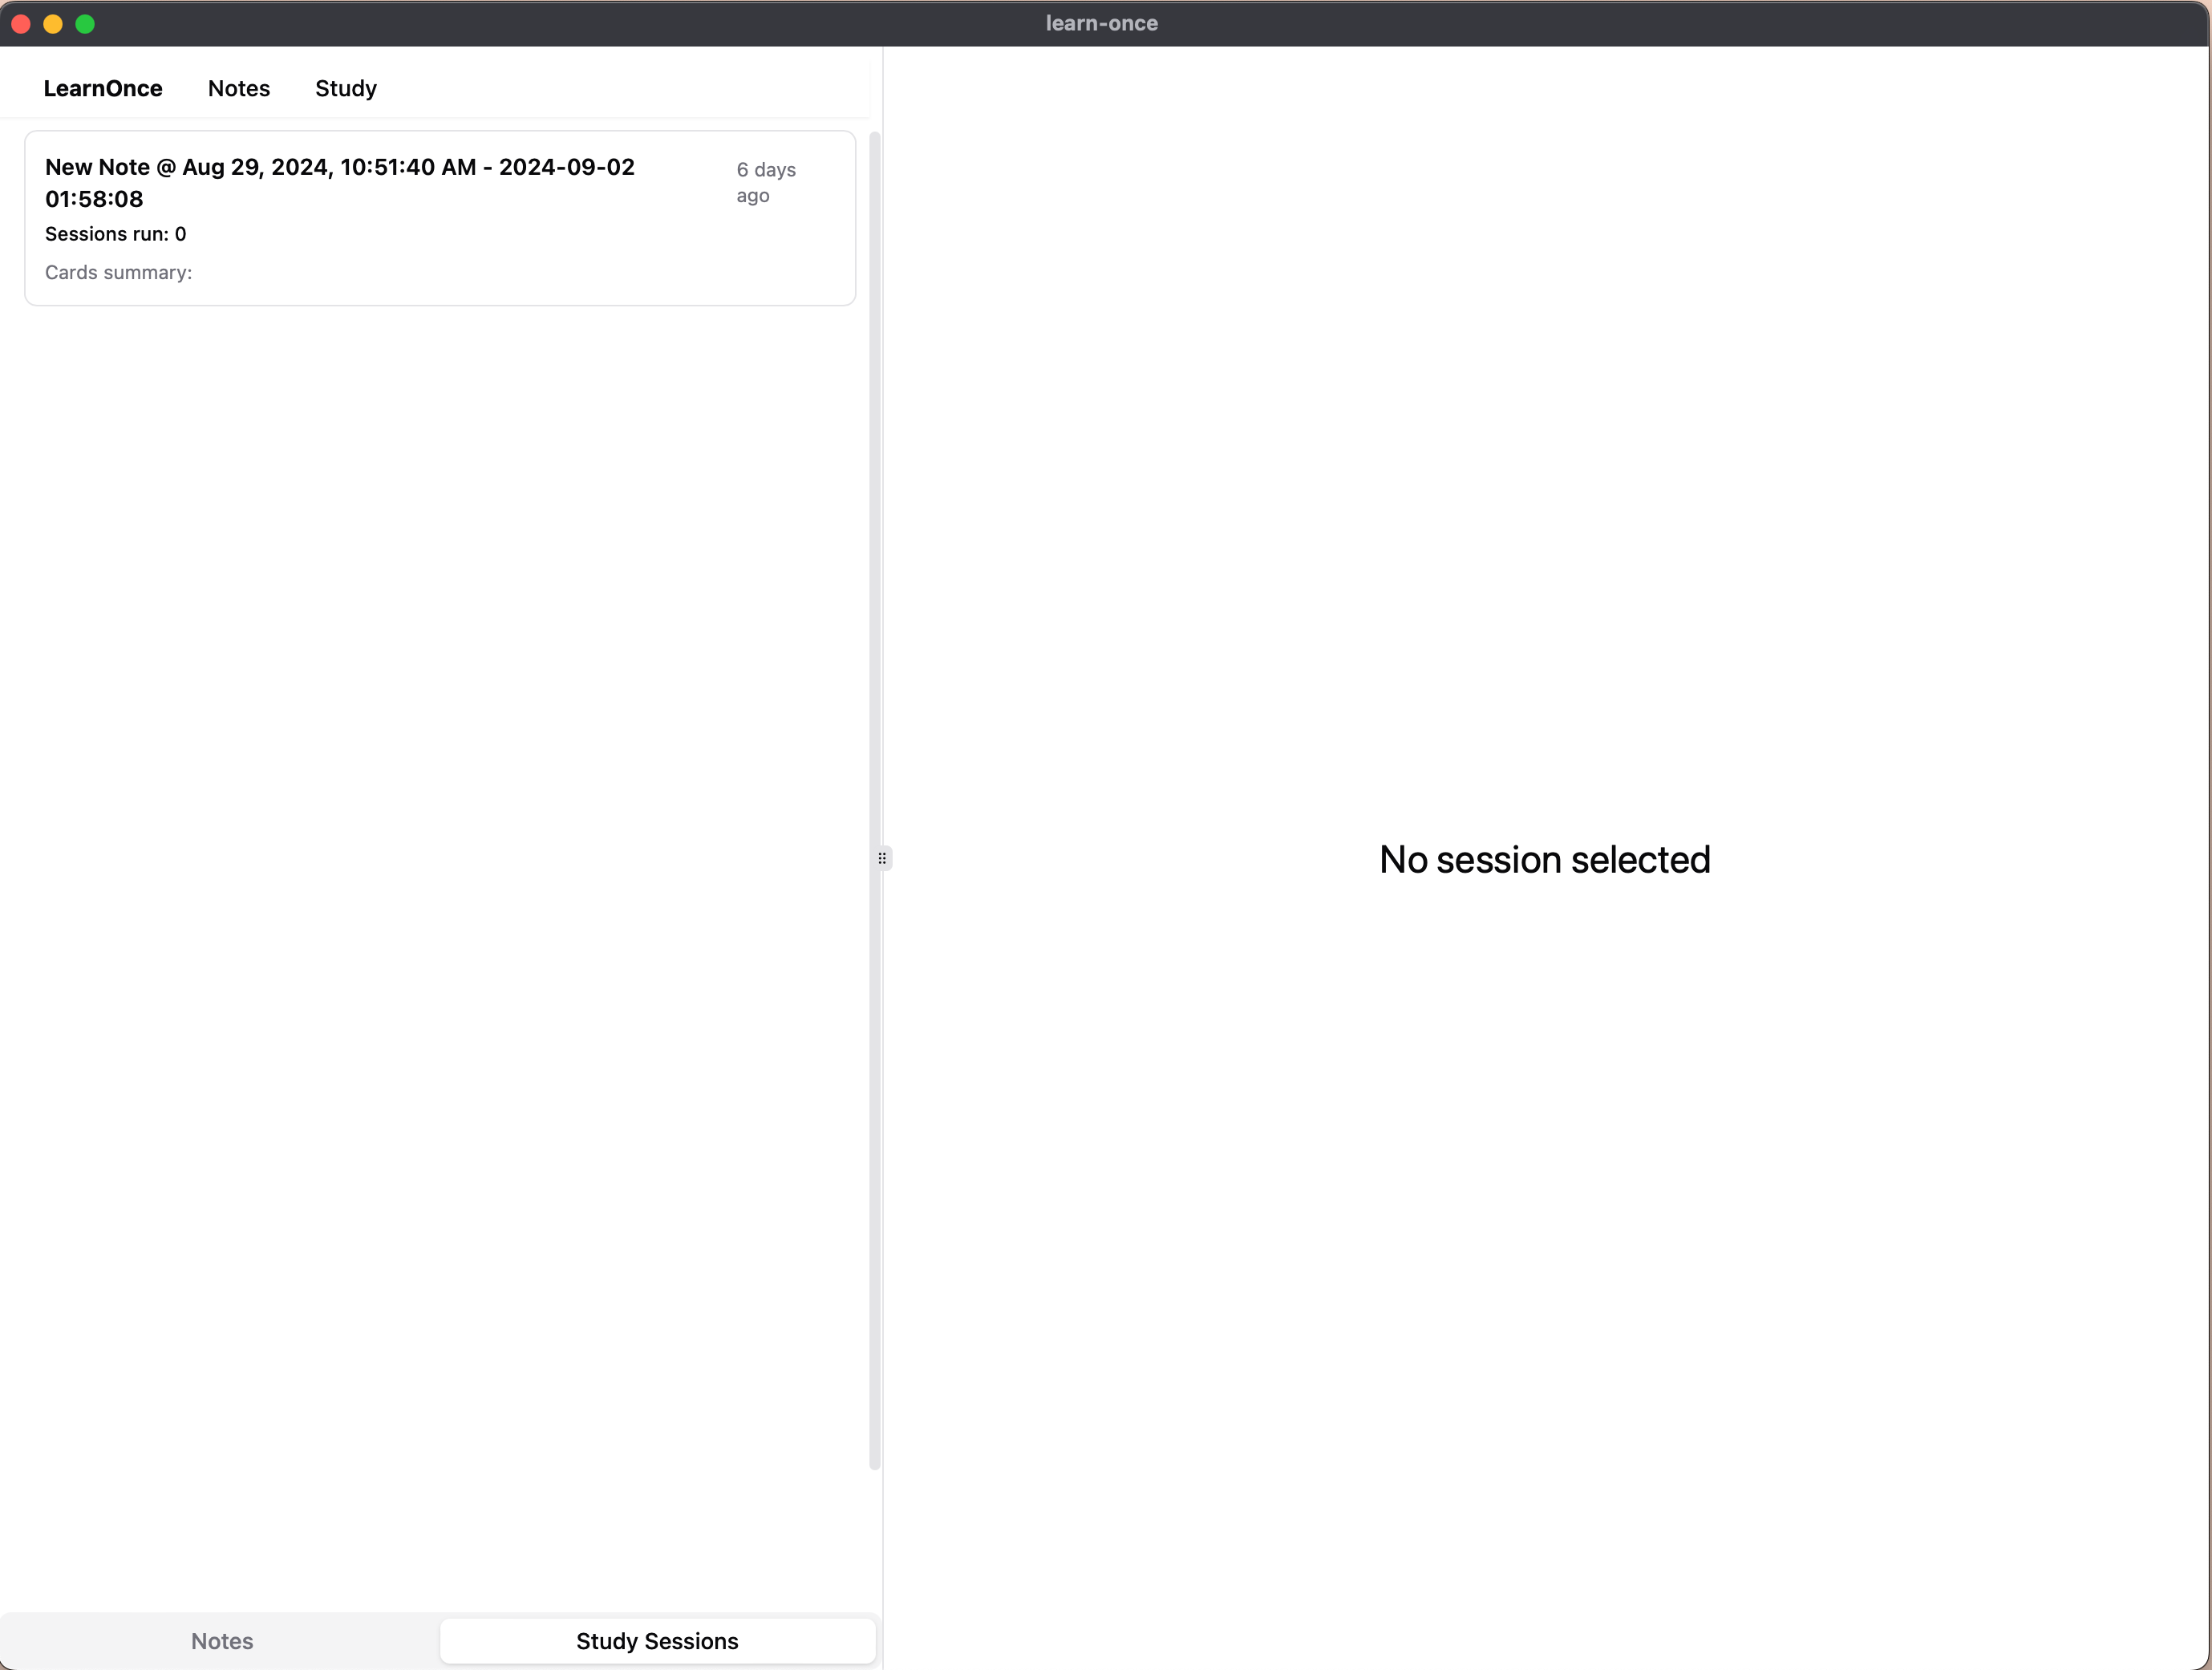 learn-once
LearnOnce Notes Study
New Note @ Aug 29, 2024, 10:51:40 AM - 2024-09-02
01:58:08
6 days
ago
Sessions run: 0
Cards summary:
No session selected
Notes Study Sessions